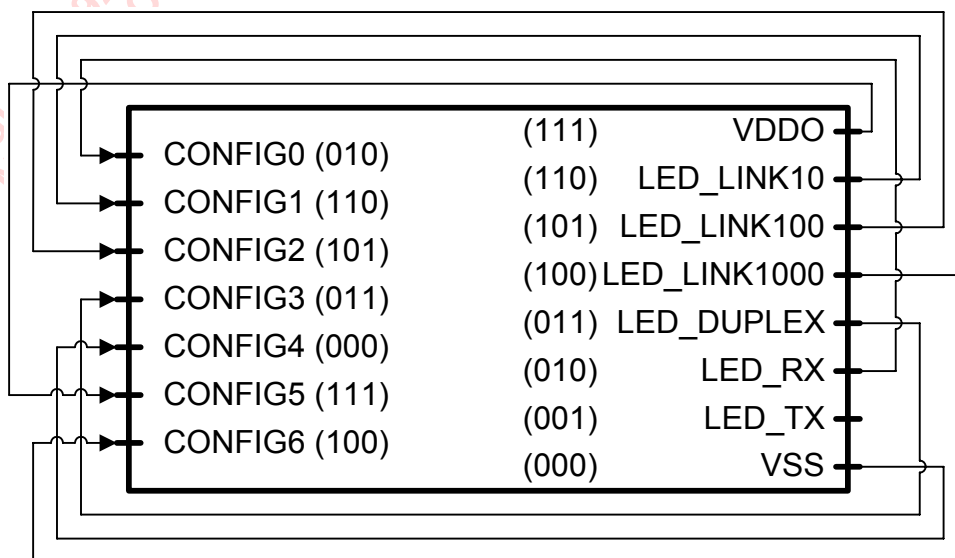 CONFIG0 (010)
CONFIG1 (110)
CONFIG2 (101)
CONFIG3 (011)
CONFIG4 (000)
CONFIG5 (111)
CONFIG6 (100)
(111) VDDO
(110) LED_LINK10
(101) LED_LINK100
(100) LED_LINK1000
(011) LED_DUPLEX
(010) LED_RX
(001) LED_TX
(000) VSS